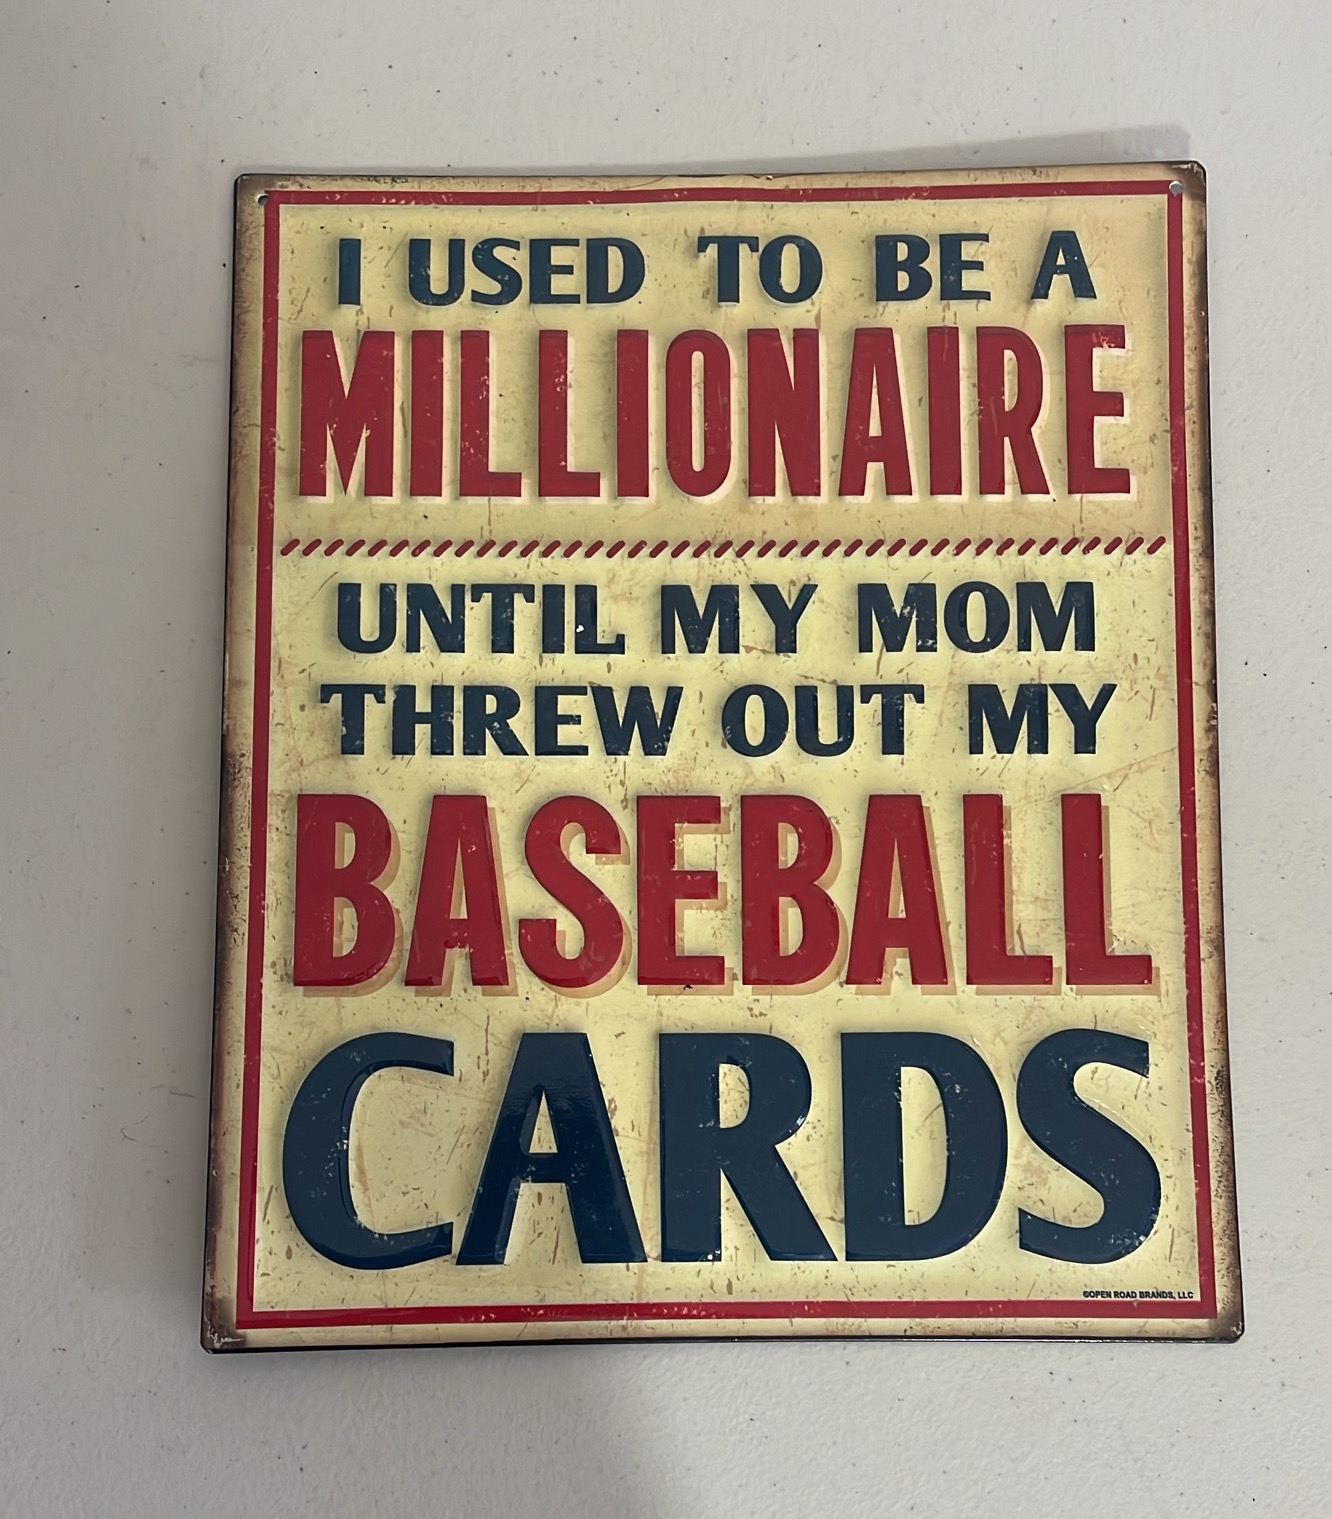 I USED TO BE A
MILLIONAIRE
UNTIL MY MOM
THREW OUT MY
BASEBALL
CARDS
©OPEN ROAD BRANDS, LLC